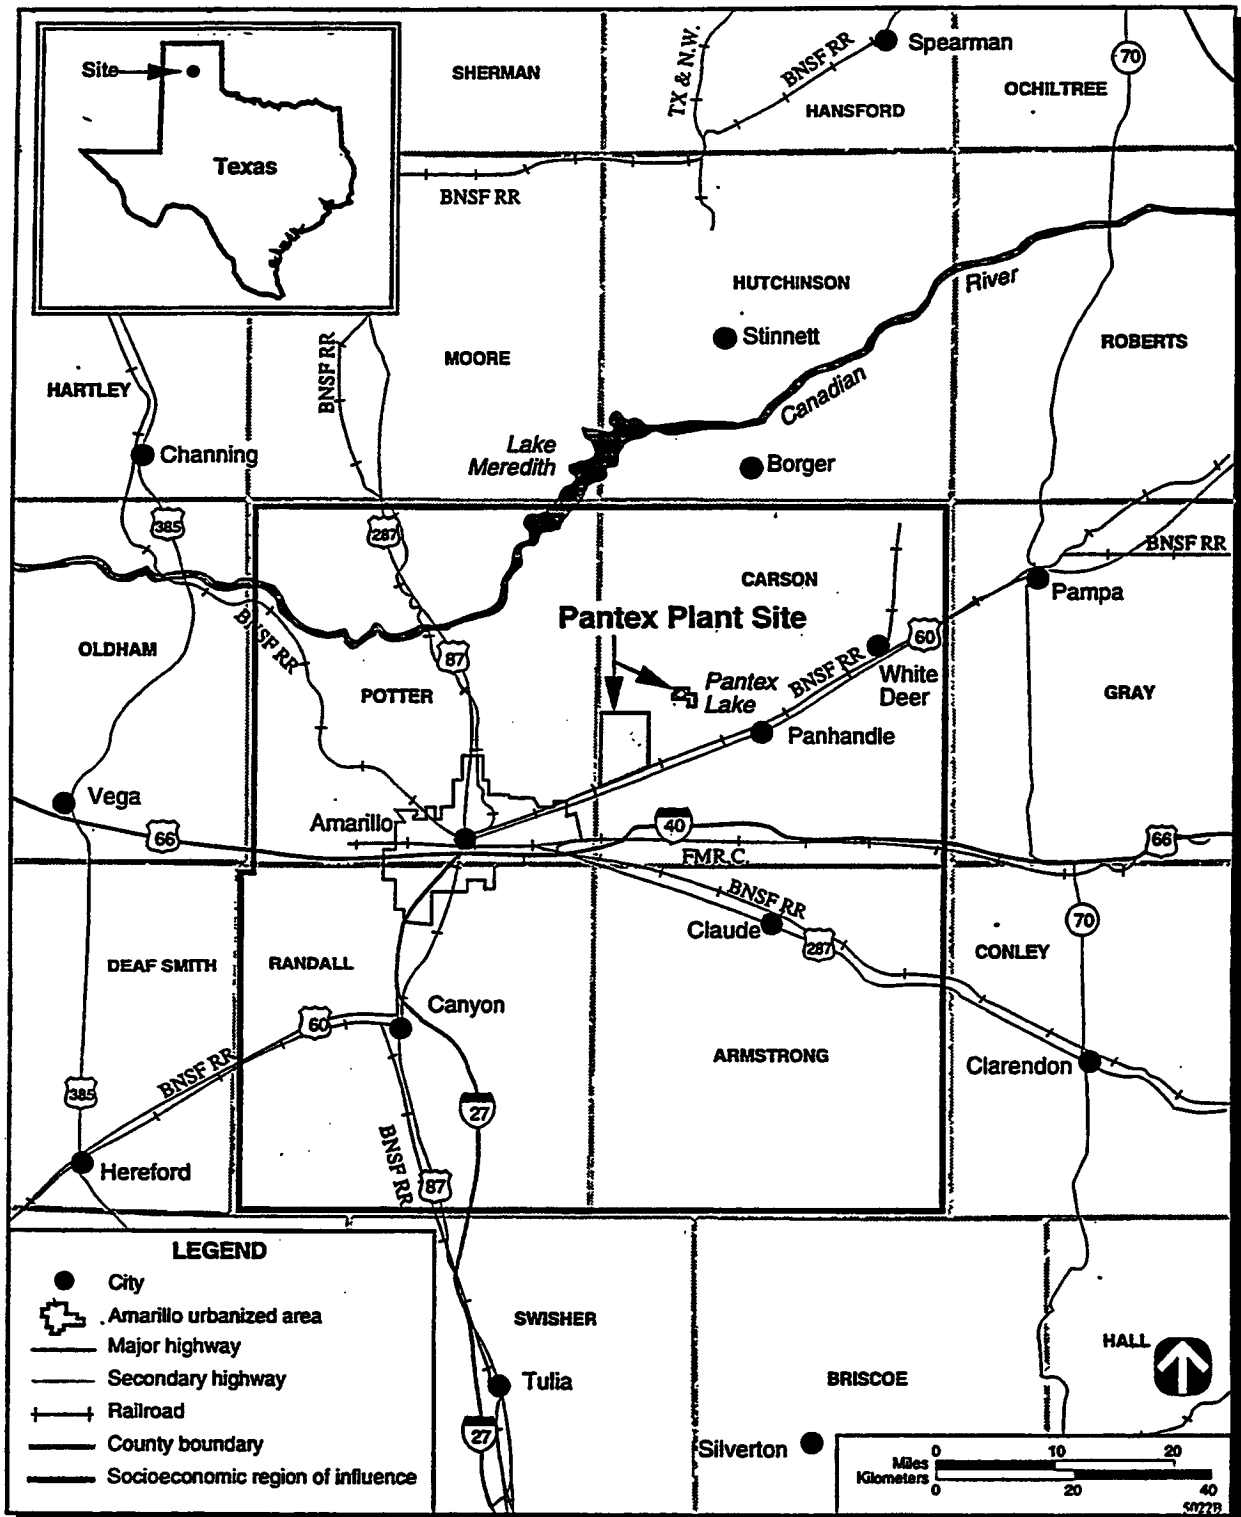 Site
Texas
SHERMAN
TX & N.W.
BNSF RR
Spearman
HANSFORD
OCHILTREE
70
BNSF RR
HUTCHINSON
River
Stinnett
ROBERTS
MOORE
BNSF RR
HARTLEY
Canadian
Channing
Lake
Meredith
Borger
385
287
BNSF RR
CARSON
Pampa
Pantex Plant Site
BNSF RR
OLDHAM
87
60
BNSF RR
White
Deer
POTTER
Pantex
Lake
GRAY
Panhandle
Vega
Amarillo
40
66
66
FMR.C.
BNSF RR
Claude
287
70
DEAF SMITH
RANDALL
CONLEY
Canyon
60
ARMSTRONG
Clarendon
BNSF RR
385
27
Hereford
BNSF RR
87
LEGEND
City
Amarillo urbanized area
Major highway
Secondary highway
Railroad
County boundary
Socioeconomic region of influence
SWISHER
HALL
Tulia
BRISCOE
27
Silverton
0 10 20
Miles
Kilometers
0 20 40
5022B